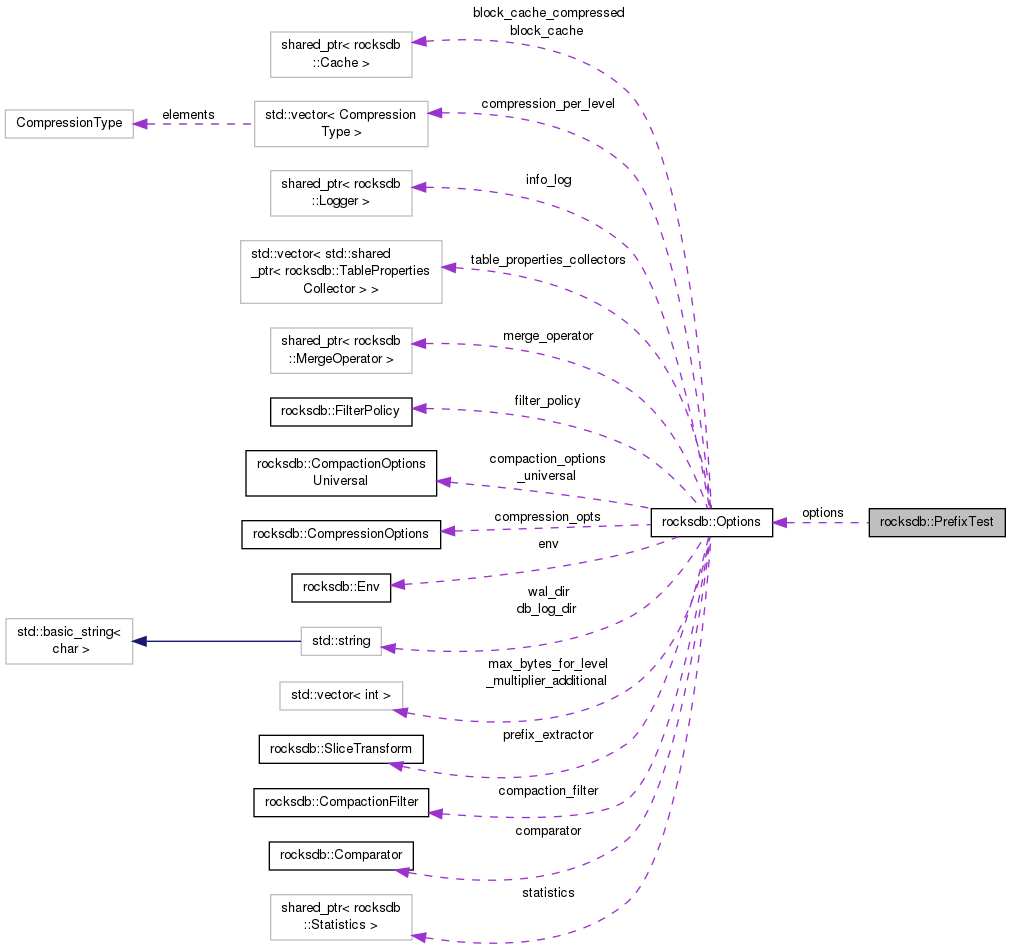 block_cache_compressed
block_cache
shared_ptr< rocksdb
::Cache >
compression_per_level
CompressionType
elements
std::vector< Compression
Type >
info_log
shared_ptr< rocksdb
::Logger >
table_properties_collectors
std::vector< std::shared
_ptr< rocksdb::TableProperties
Collector > >
merge_operator
shared_ptr< rocksdb
::MergeOperator >
filter_policy
rocksdb::FilterPolicy
compaction_options
_universal
rocksdb::CompactionOptions
Universal
compression_opts
rocksdb::CompressionOptions
rocksdb::Options
options
rocksdb::PrefixTest
env
rocksdb::Env
wal_dir
db_log_dir
std::basic_string<
char >
std::string
max_bytes_for_level
_multiplier_additional
std::vector< int >
prefix_extractor
rocksdb::SliceTransform
compaction_filter
rocksdb::CompactionFilter
comparator
rocksdb::Comparator
statistics
shared_ptr< rocksdb
::Statistics >